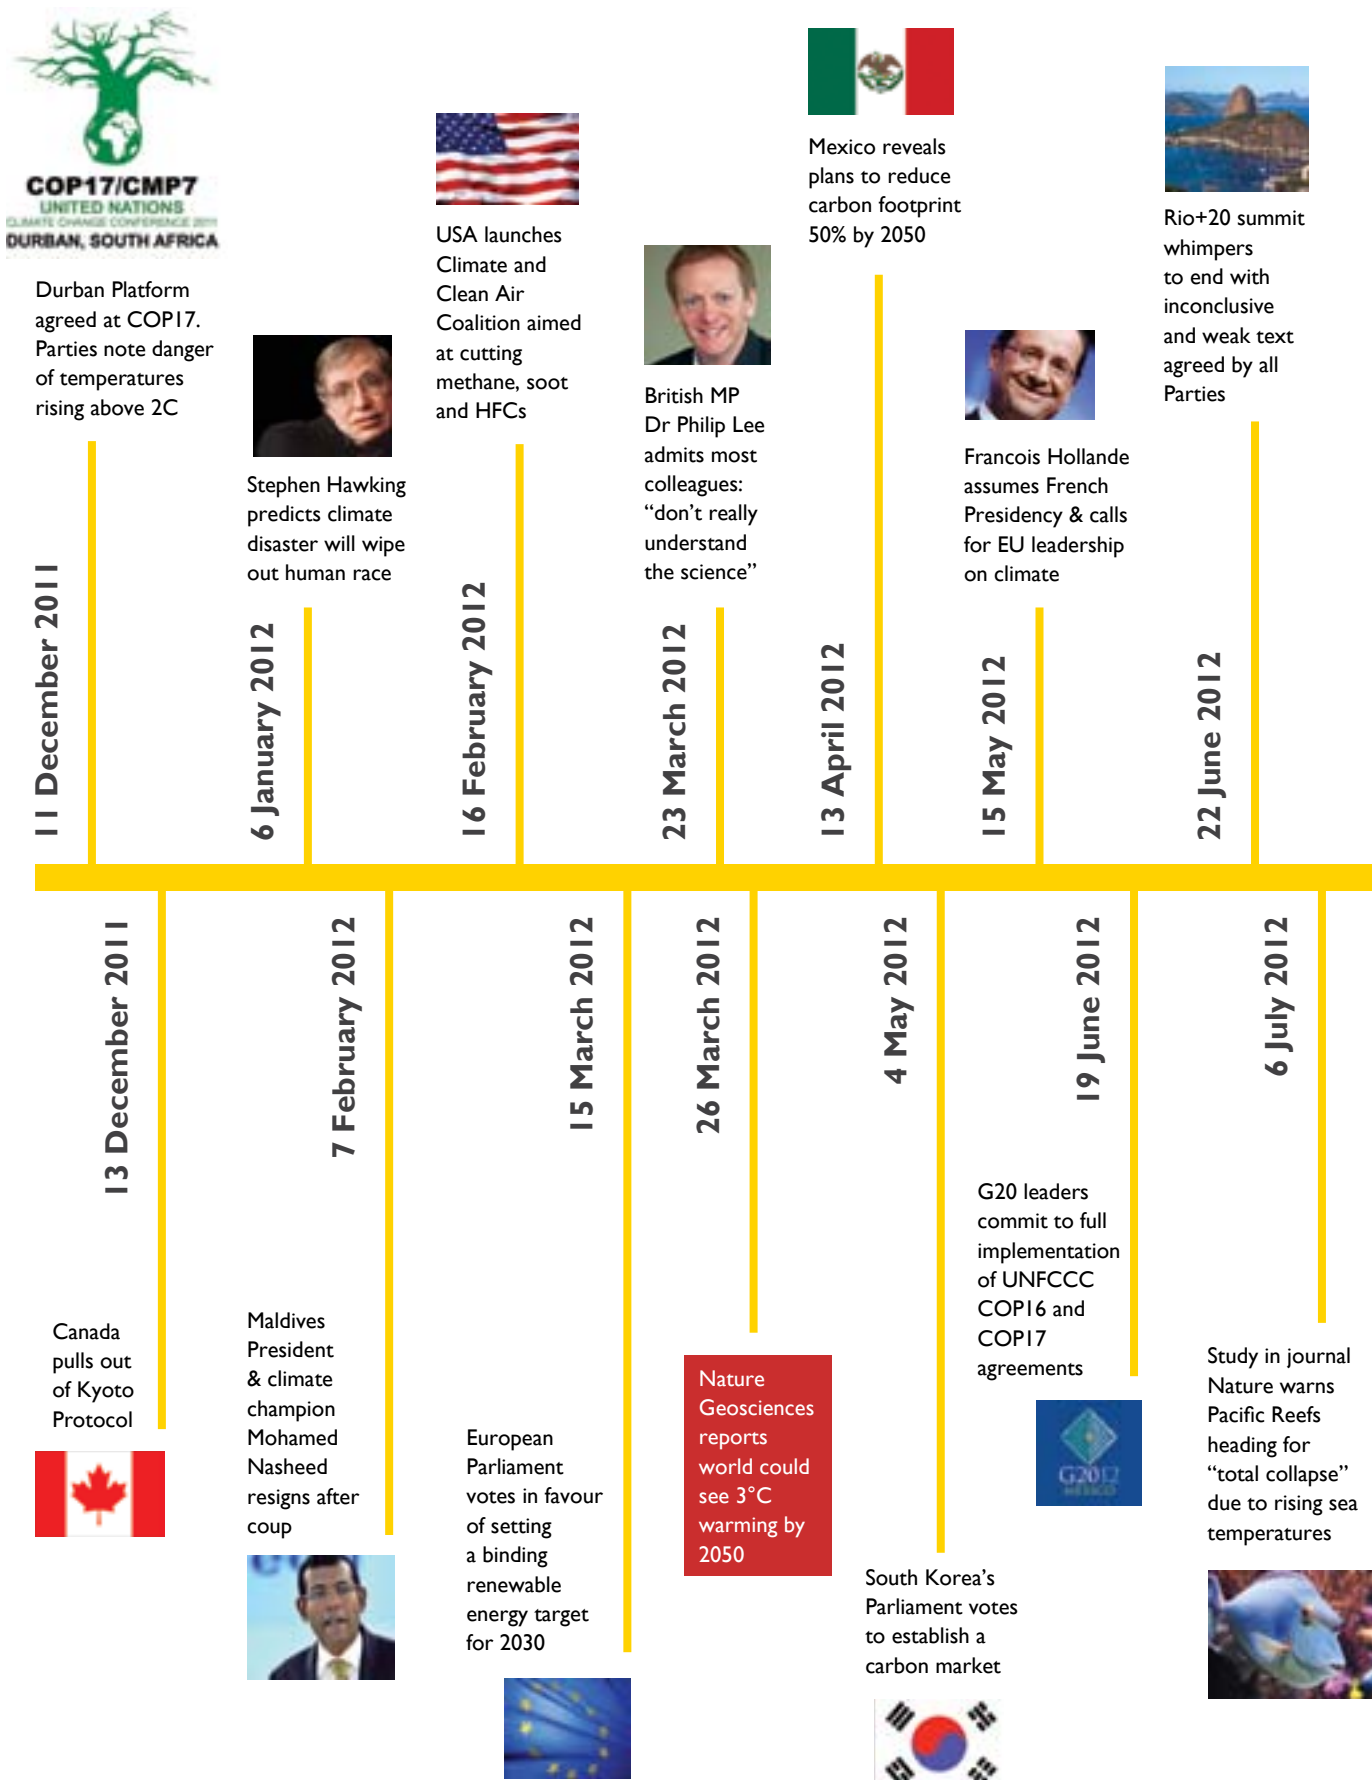 COP17/CMP7
UNITED NATIONS
CLIMATE CHANGE CONFERENCE 2011
DURBAN, SOUTH AFRICA
Durban Platform
agreed at COP17.
Parties note danger
of temperatures
rising above 2C
11 December 2011
Stephen Hawking
predicts climate
disaster will wipe
out human race
6 January 2012
USA launches
Climate and
Clean Air
Coalition aimed
at cutting
methane, soot
and HFCs
16 February 2012
British MP
Dr Philip Lee
admits most
colleagues:
“don’t really
understand
the science”
23 March 2012
Mexico reveals
plans to reduce
carbon footprint
50% by 2050
13 April 2012
Francois Hollande
assumes French
Presidency & calls
for EU leadership
on climate
15 May 2012
Rio+20 summit
whimpers
to end with
inconclusive
and weak text
agreed by all
Parties
22 June 2012
13 December 2011
Canada
pulls out
of Kyoto
Protocol
7 February 2012
Maldives
President
& climate
champion
Mohamed
Nasheed
resigns after
coup
15 March 2012
European
Parliament
votes in favour
of setting
a binding
renewable
energy target
for 2030
26 March 2012
Nature
Geosciences
reports
world could
see 3°C
warming by
2050
4 May 2012
South Korea’s
Parliament votes
to establish a
carbon market
19 June 2012
G20 leaders
commit to full
implementation
of UNFCCC
COP16 and
COP17
agreements
G2012
MEXICO
6 July 2012
Study in journal
Nature warns
Pacific Reefs
heading for
“total collapse”
due to rising sea
temperatures